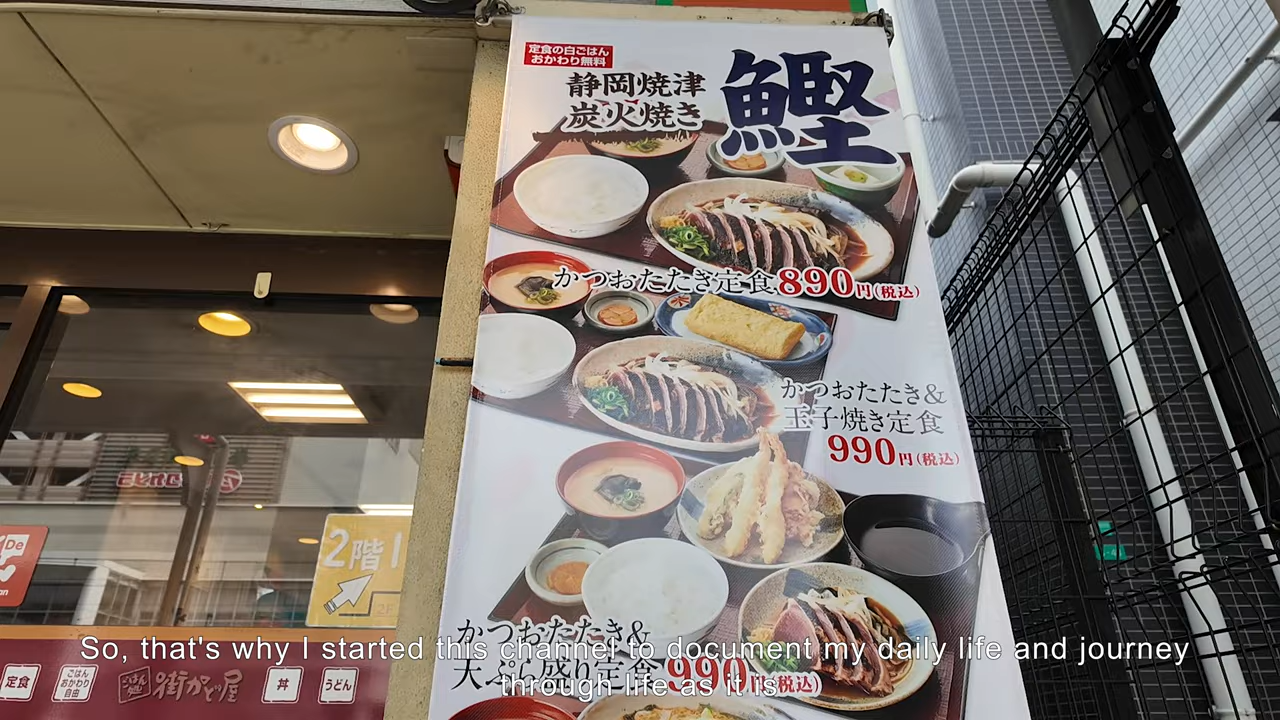 定食の白ごはん
おかわり無料
静岡焼津
炭火焼き
鰹
かつおたたき定食890円(税込)
かつおたたき&
玉子焼き定食
990円(税込)
かつおたたき&
天ぷら盛り定食990円(税込)
2階
2F
定食
ごはん
おかわり
自由
街かど屋
丼
うどん
So, that's why I started this channel to document my daily life and journey
through life as it is.